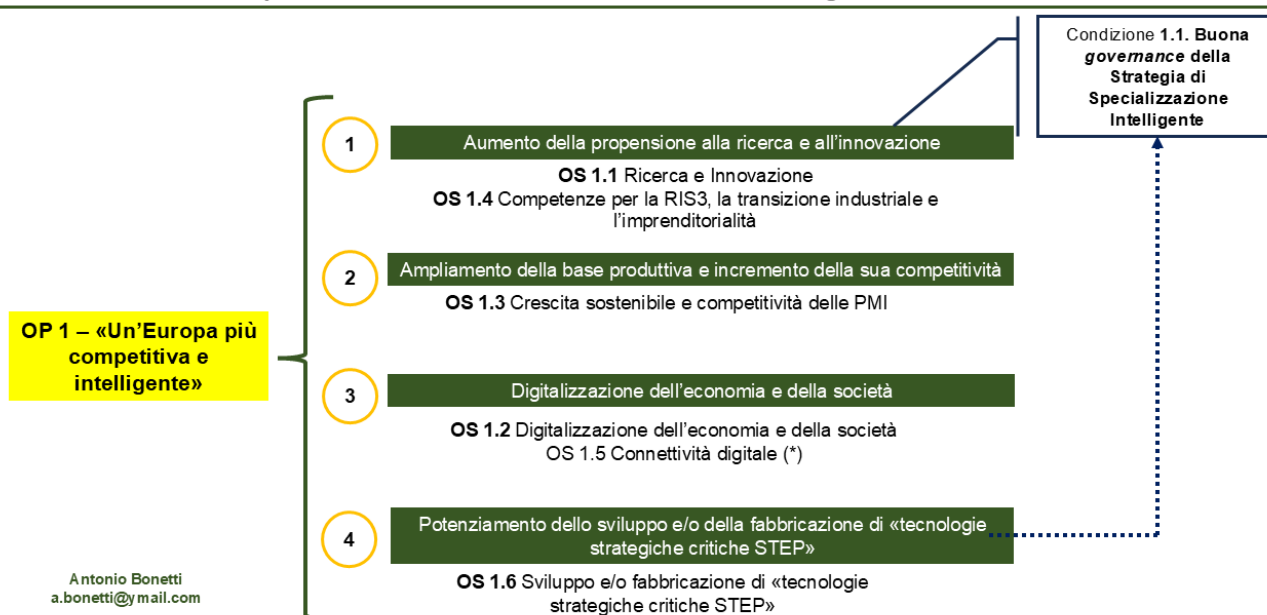 Condizione 1.1. Buona
governance della
Strategia di
Specializzazione
Intelligente
1
Aumento della propensione alla ricerca e all’innovazione
OS 1.1 Ricerca e Innovazione
OS 1.4 Competenze per la RIS3, la transizione industriale e
l’imprenditorialità
2
Ampliamento della base produttiva e incremento della sua competitività
OS 1.3 Crescita sostenibile e competitività delle PMI
OP 1 – «Un’Europa più
competitiva e
intelligente»
3
Digitalizzazione dell’economia e della società
OS 1.2 Digitalizzazione dell’economia e della società
OS 1.5 Connettività digitale (*)
4
Potenziamento dello sviluppo e/o della fabbricazione di «tecnologie
strategiche critiche STEP»
OS 1.6 Sviluppo e/o fabbricazione di «tecnologie
strategiche critiche STEP»
Antonio Bonetti
a.bonetti@ymail.com